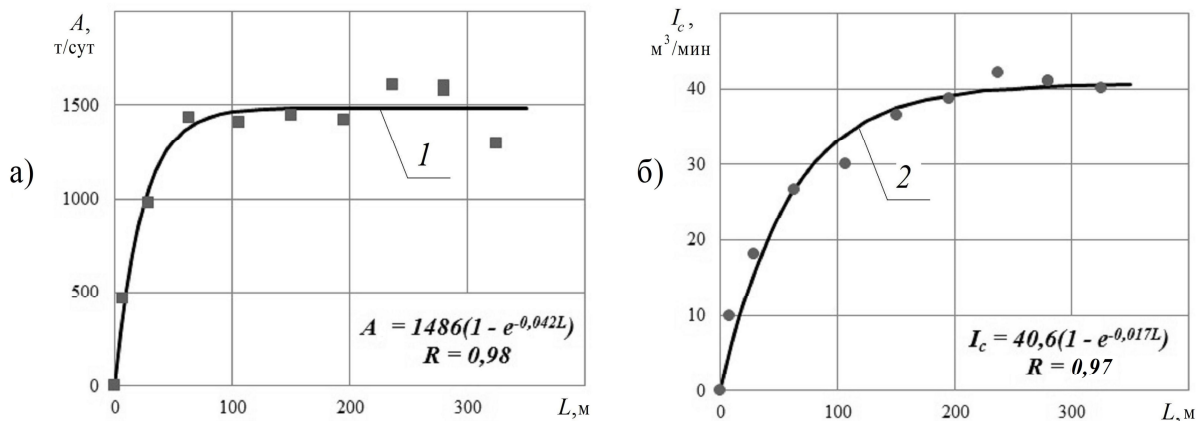 а)
A,
т/сут
1500
1000
500
0
0 100 200 300 L, м
1
A = 1486(1 - e^-0,042L)
R = 0,98
б)
I_c,
м³/мин
40
30
20
10
0
0 100 200 300 L, м
2
I_c = 40,6(1 - e^-0,017L)
R = 0,97